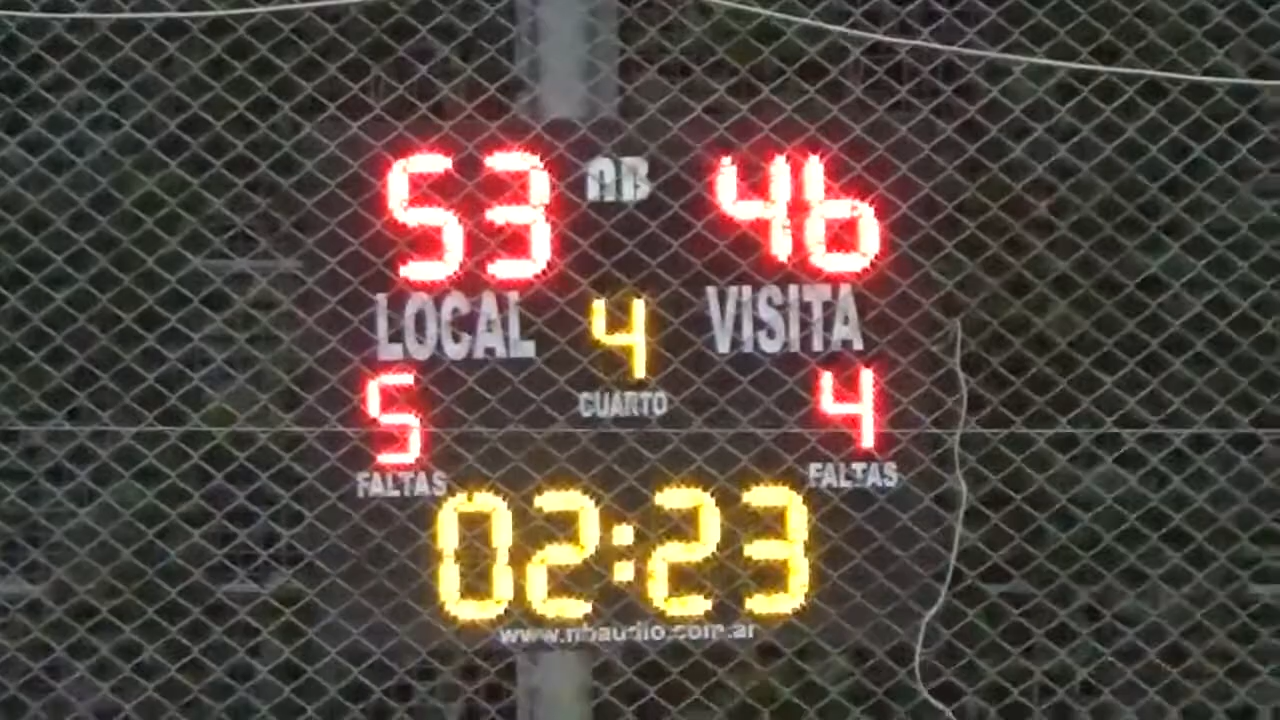 53 NB 46
LOCAL 4 VISITA
CUARTO
5 4
FALTAS FALTAS
02:23
www.nbaudio.com.ar